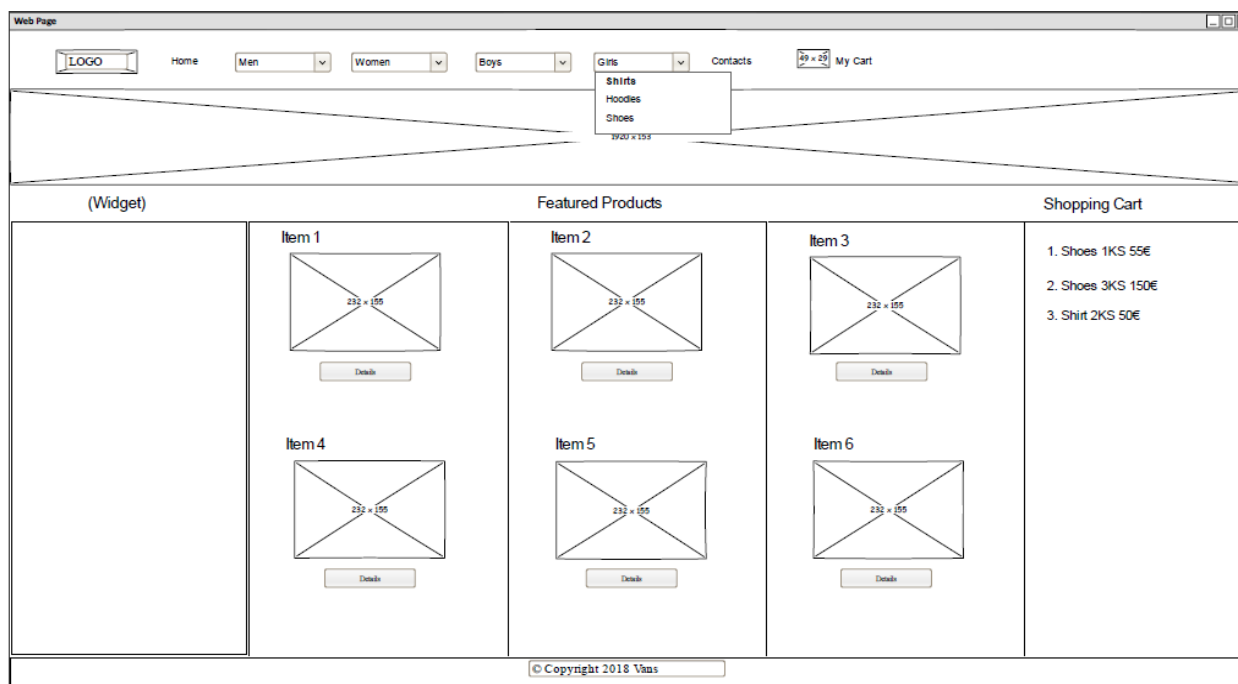 Web Page
LOGO
Home
Men
Women
Boys
Girls
Contacts
49 x 29
My Cart
Shirts
Hoodies
Shoes
1920 x 153
(Widget)
Featured Products
Shopping Cart
Item 1
Item 2
Item 3
232 x 155
232 x 155
232 x 155
Details
Details
Details
1. Shoes 1KS 55€
2. Shoes 3KS 150€
3. Shirt 2KS 50€
Item 4
Item 5
Item 6
232 x 155
232 x 155
232 x 155
Details
Details
Details
© Copyright 2018 Vans